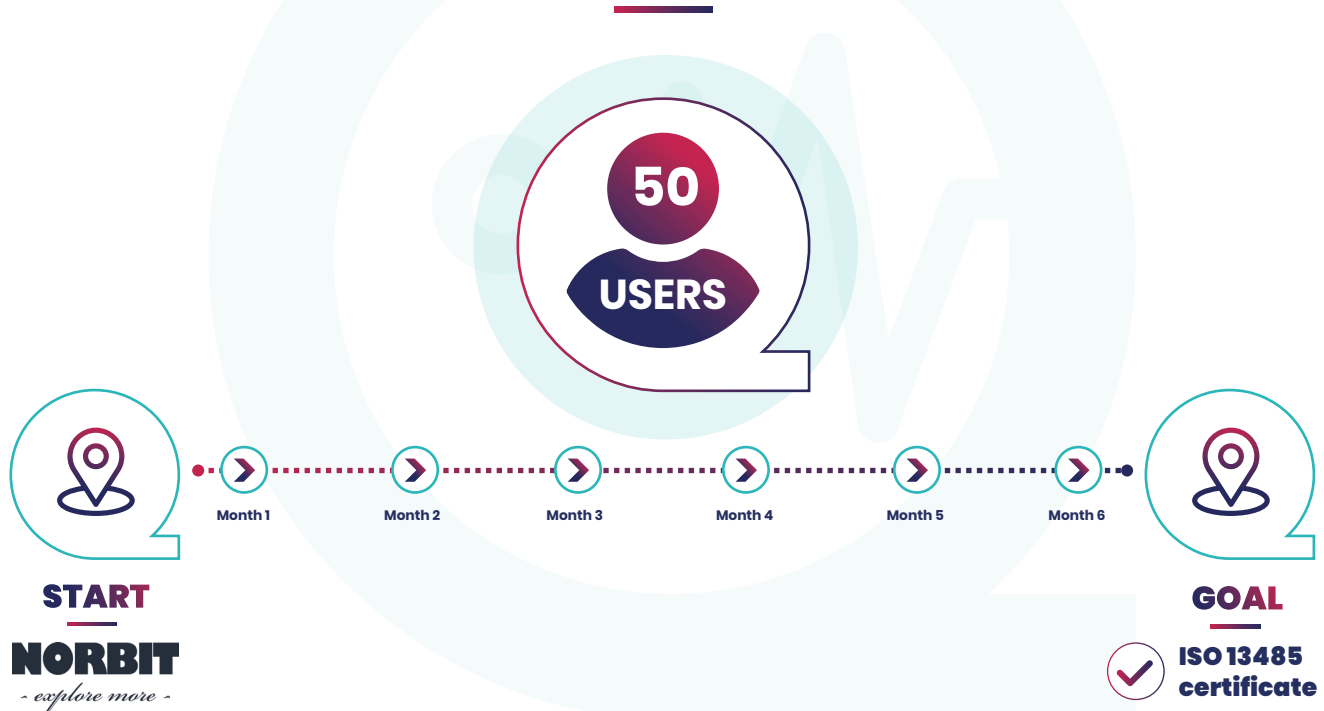 50
USERS
Month 1
Month 2
Month 3
Month 4
Month 5
Month 6
START
NORBIT
- explore more -
GOAL
ISO 13485
certificate